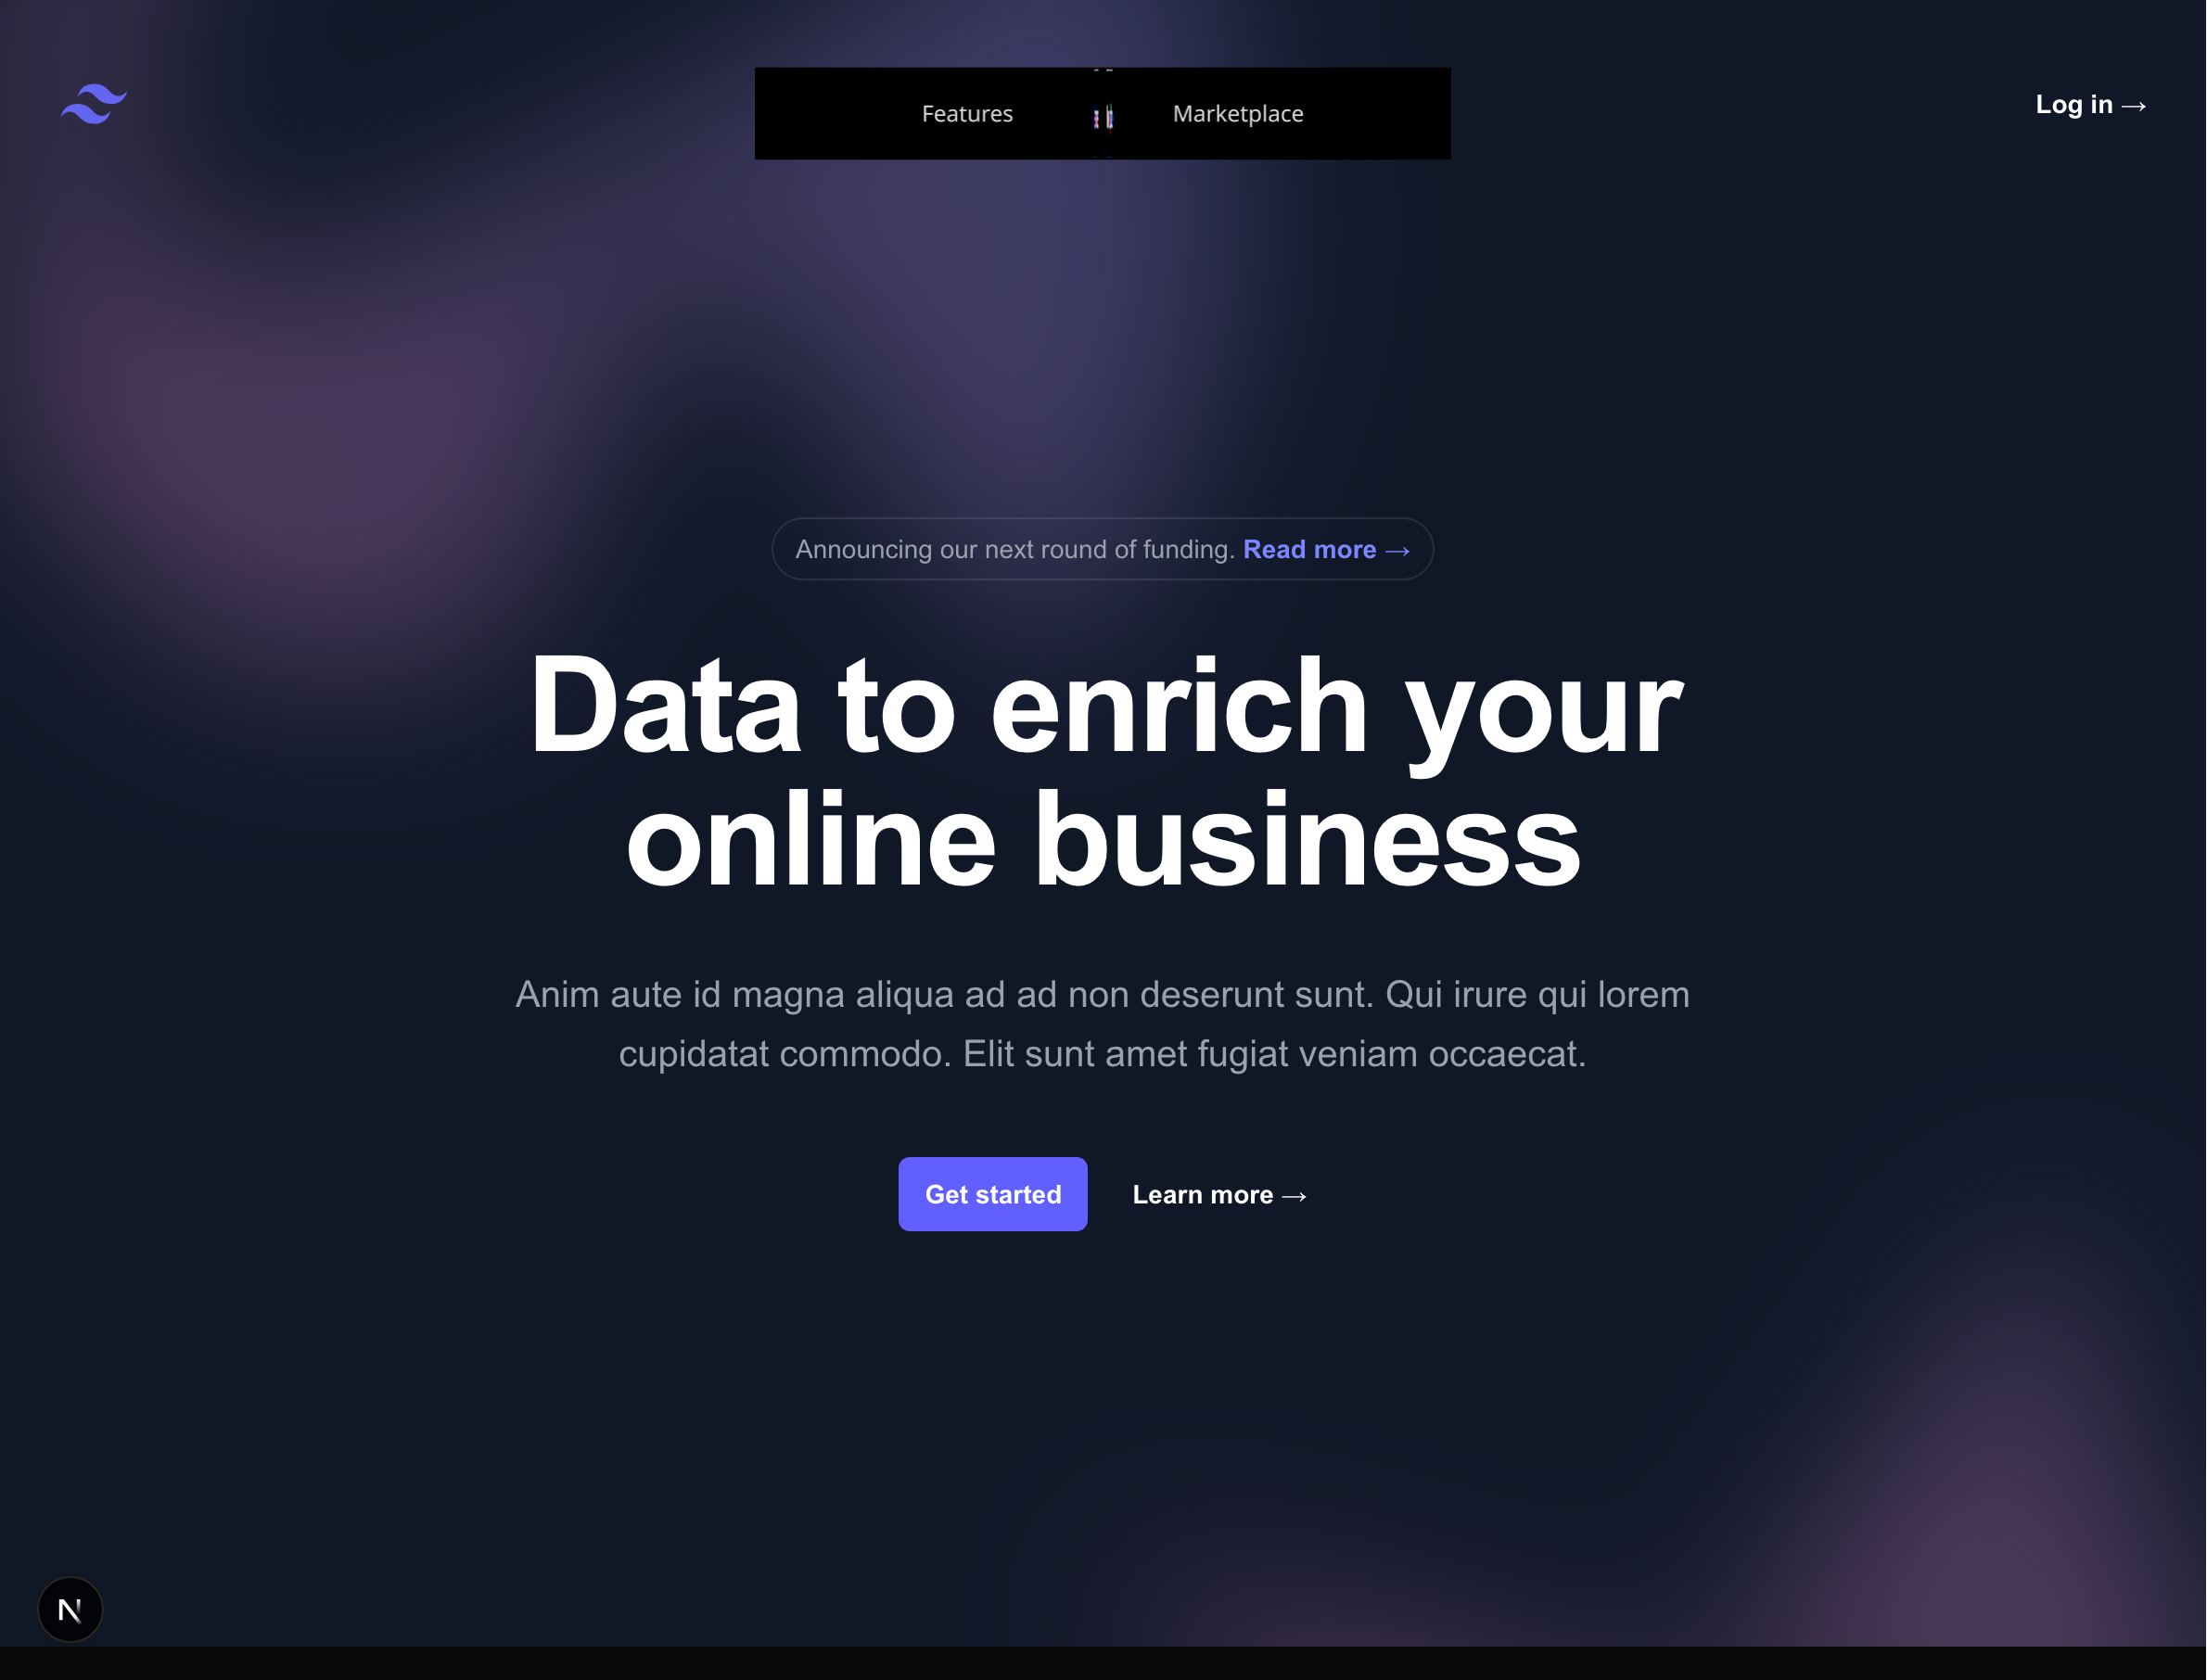 Features Marketplace
Log in →
Announcing our next round of funding. Read more →
Data to enrich your
online business
Anim aute id magna aliqua ad ad non deserunt sunt. Qui irure qui lorem
cupidatat commodo. Elit sunt amet fugiat veniam occaecat.
Get started
Learn more →
N